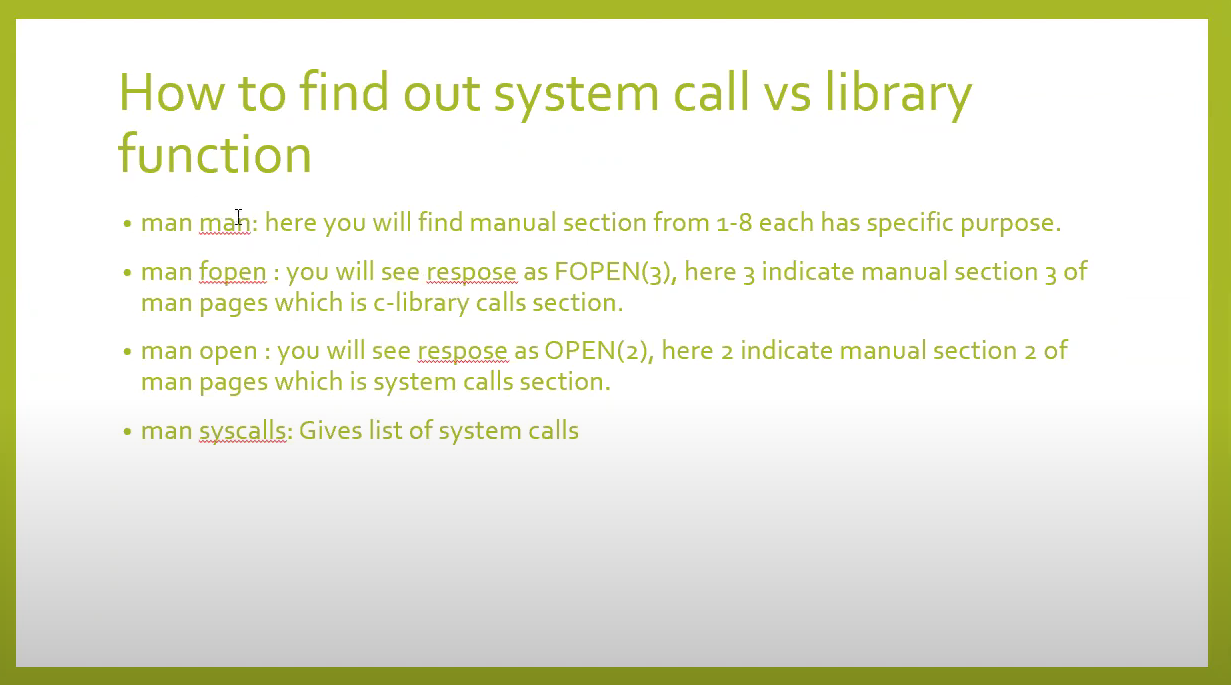 How to find out system call vs library
function
• man man: here you will find manual section from 1-8 each has specific purpose.
• man fopen : you will see respose as FOPEN(3), here 3 indicate manual section 3 of
man pages which is c-library calls section.
• man open : you will see respose as OPEN(2), here 2 indicate manual section 2 of
man pages which is system calls section.
• man syscalls: Gives list of system calls